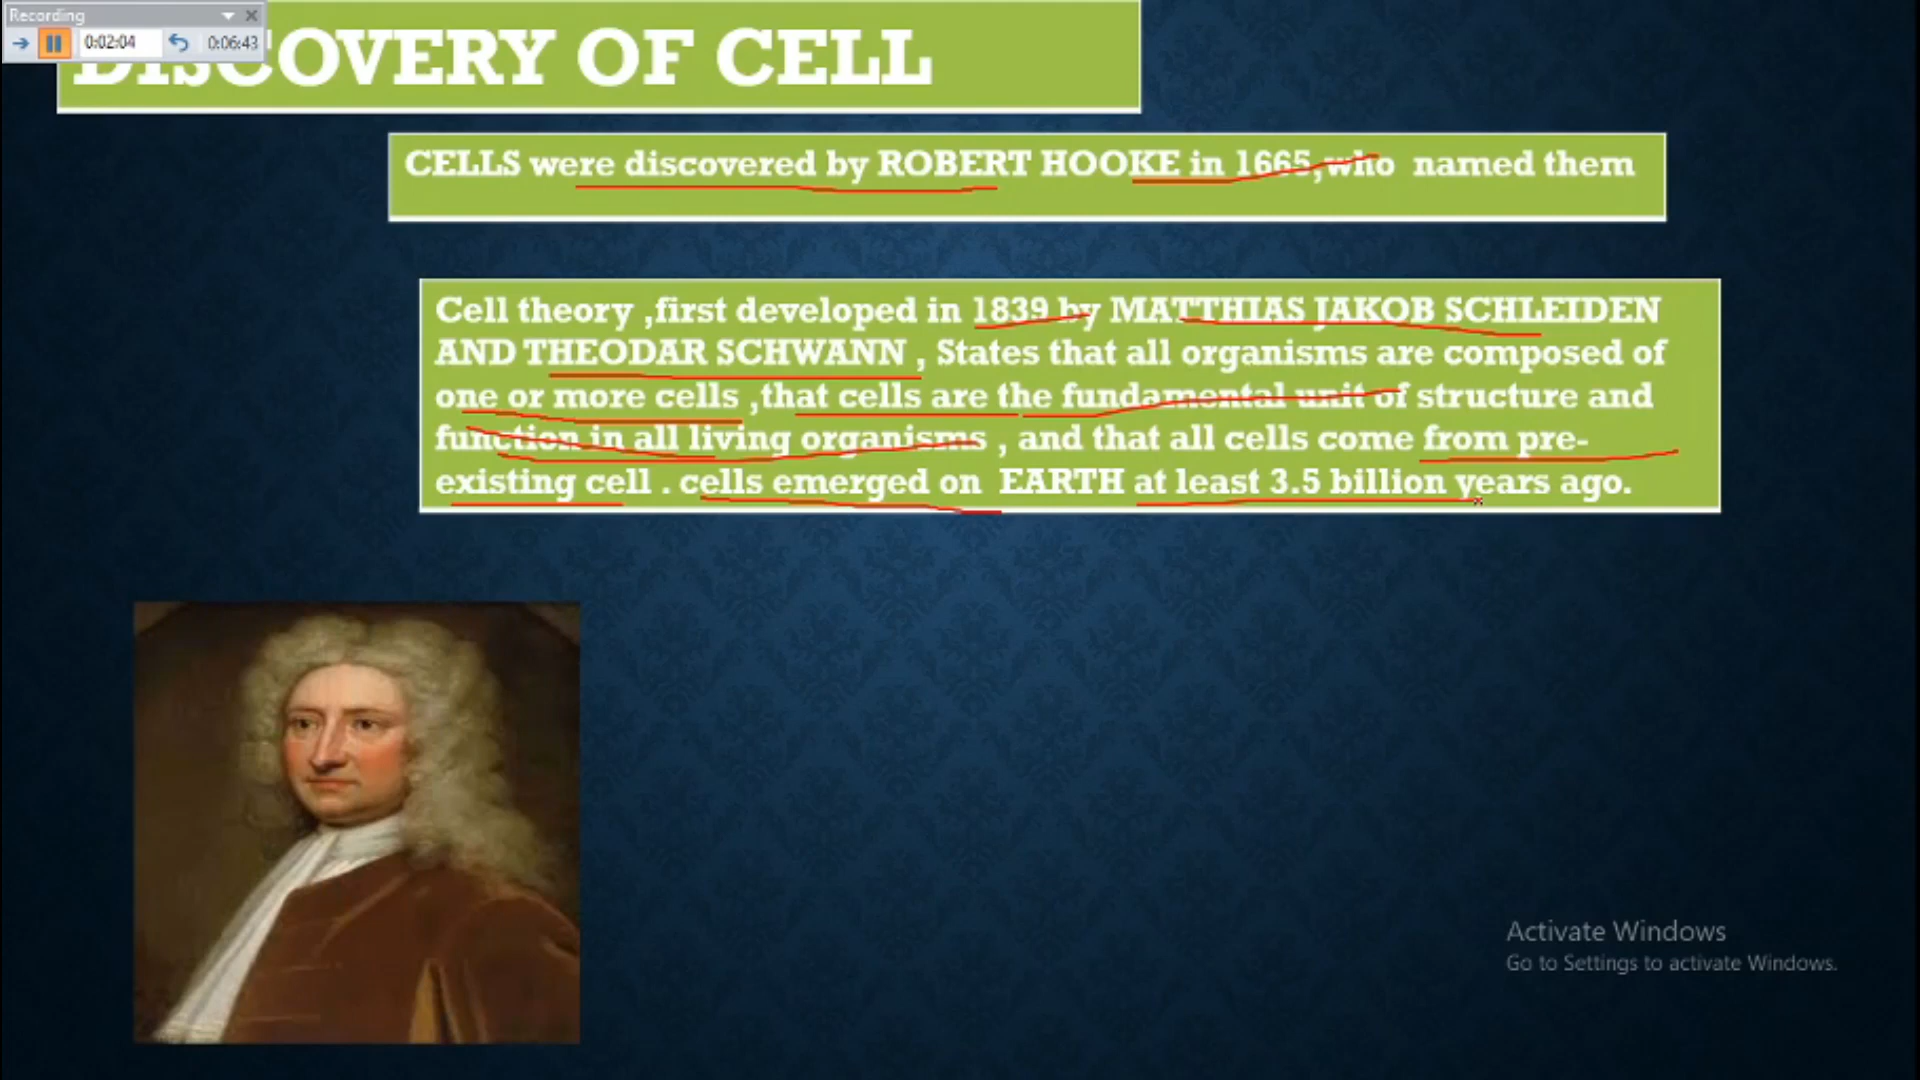 Recording
0:02:04 0:06:43
DISCOVERY OF CELL
CELLS were discovered by ROBERT HOOKE in 1665,who named them
Cell theory ,first developed in 1839 by MATTHIAS JAKOB SCHLEIDEN
AND THEODAR SCHWANN , States that all organisms are composed of
one or more cells ,that cells are the fundamental unit of structure and
function in all living organisms , and that all cells come from pre-
existing cell . cells emerged on EARTH at least 3.5 billion years ago.
Activate Windows
Go to Settings to activate Windows.